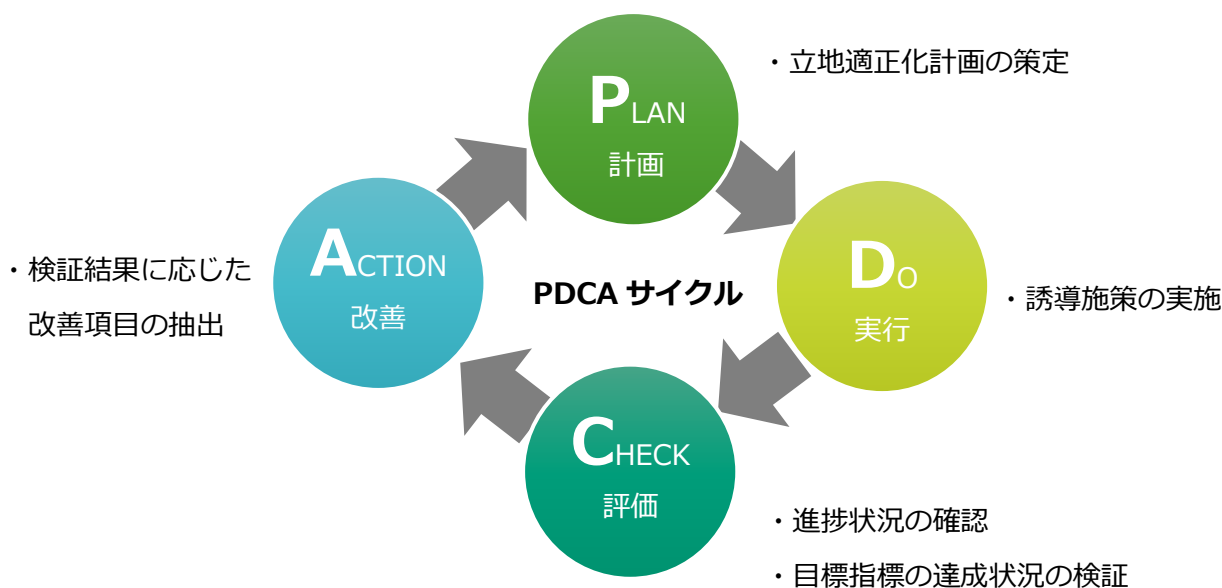 PLAN
計画
・立地適正化計画の策定
DO
実行
・誘導施策の実施
CHECK
評価
・進捗状況の確認
・目標指標の達成状況の検証
ACTION
改善
・検証結果に応じた
改善項目の抽出
PDCA サイクル